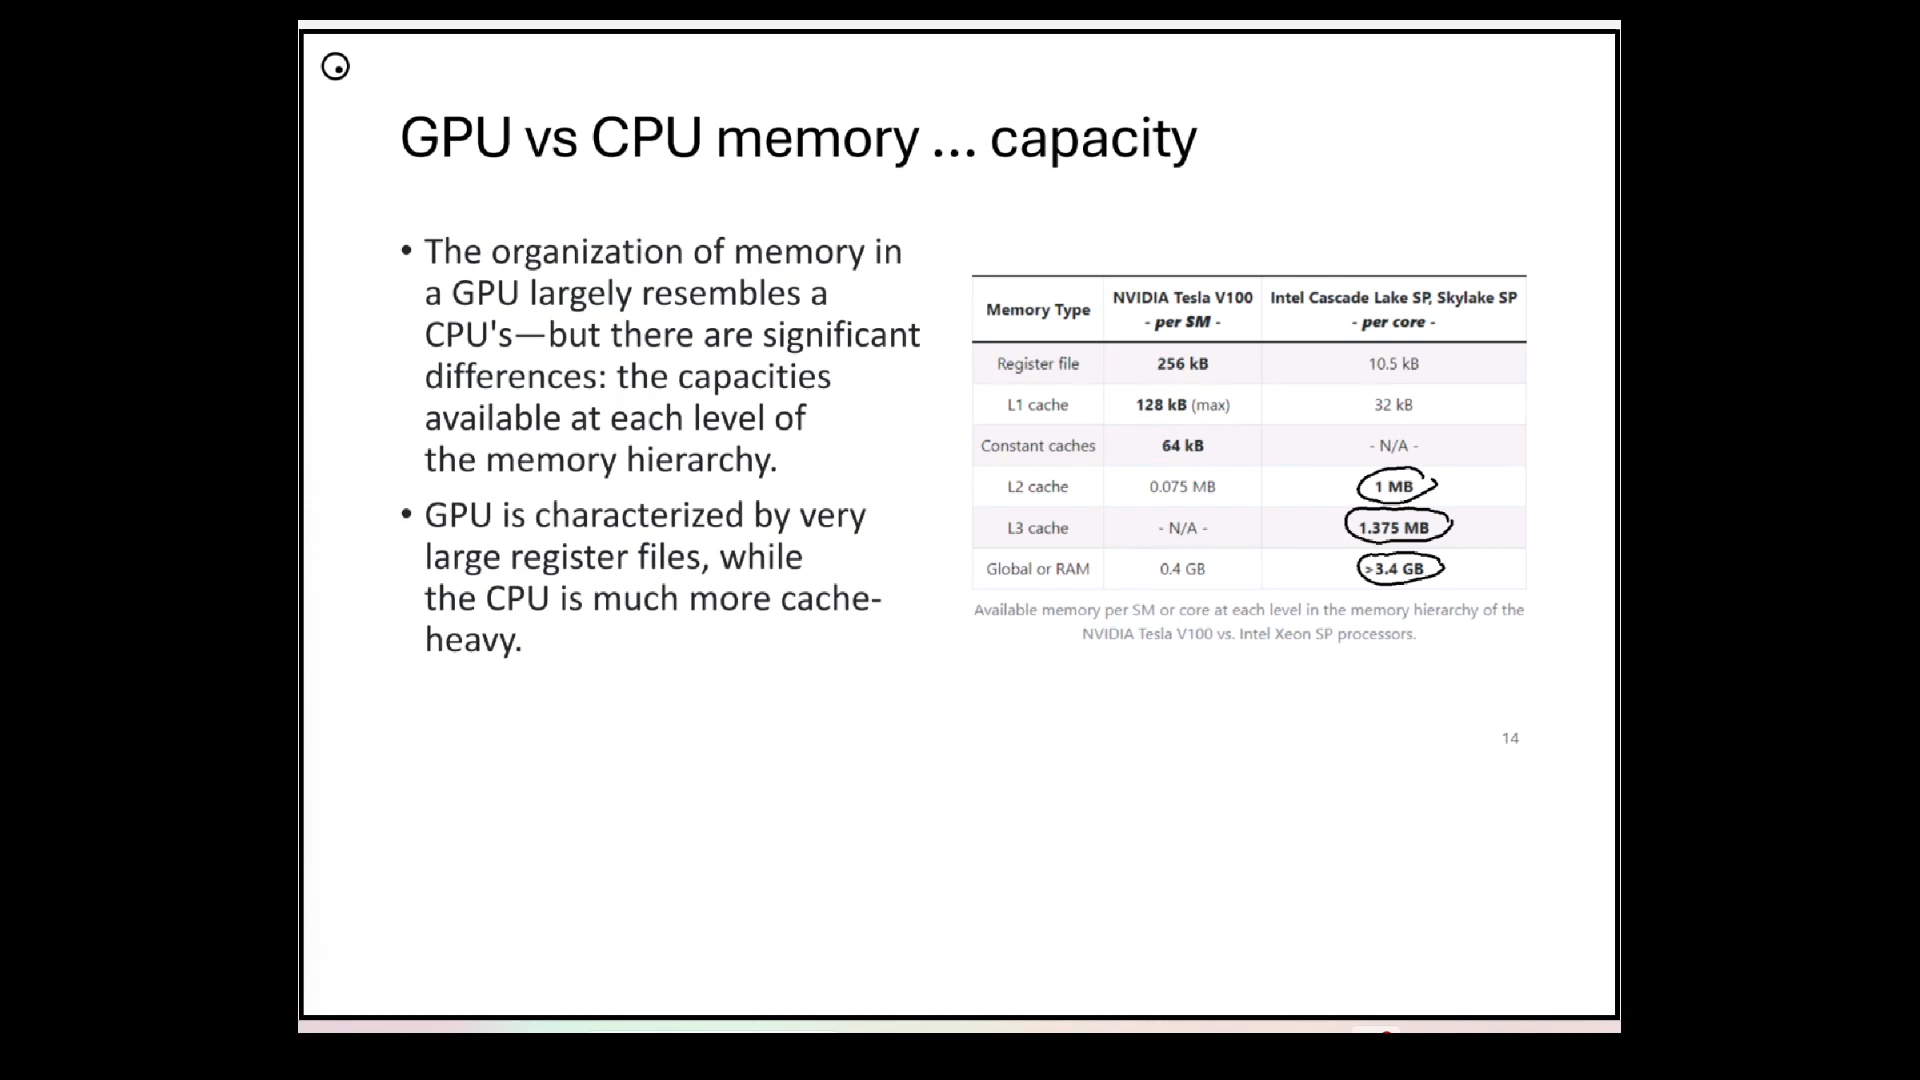 GPU vs CPU memory ... capacity
• The organization of memory in
a GPU largely resembles a
CPU's—but there are significant
differences: the capacities
available at each level of
the memory hierarchy.
• GPU is characterized by very
large register files, while
the CPU is much more cache-
heavy.
Memory Type NVIDIA Tesla V100 Intel Cascade Lake SP, Skylake SP
- per SM - - per core -
Register file 256 kB 10.5 kB
L1 cache 128 kB (max) 32 kB
Constant caches 64 kB - N/A -
L2 cache 0.075 MB 1 MB
L3 cache - N/A - 1.375 MB
Global or RAM 0.4 GB >3.4 GB
Available memory per SM or core at each level in the memory hierarchy of the
NVIDIA Tesla V100 vs. Intel Xeon SP processors.
14